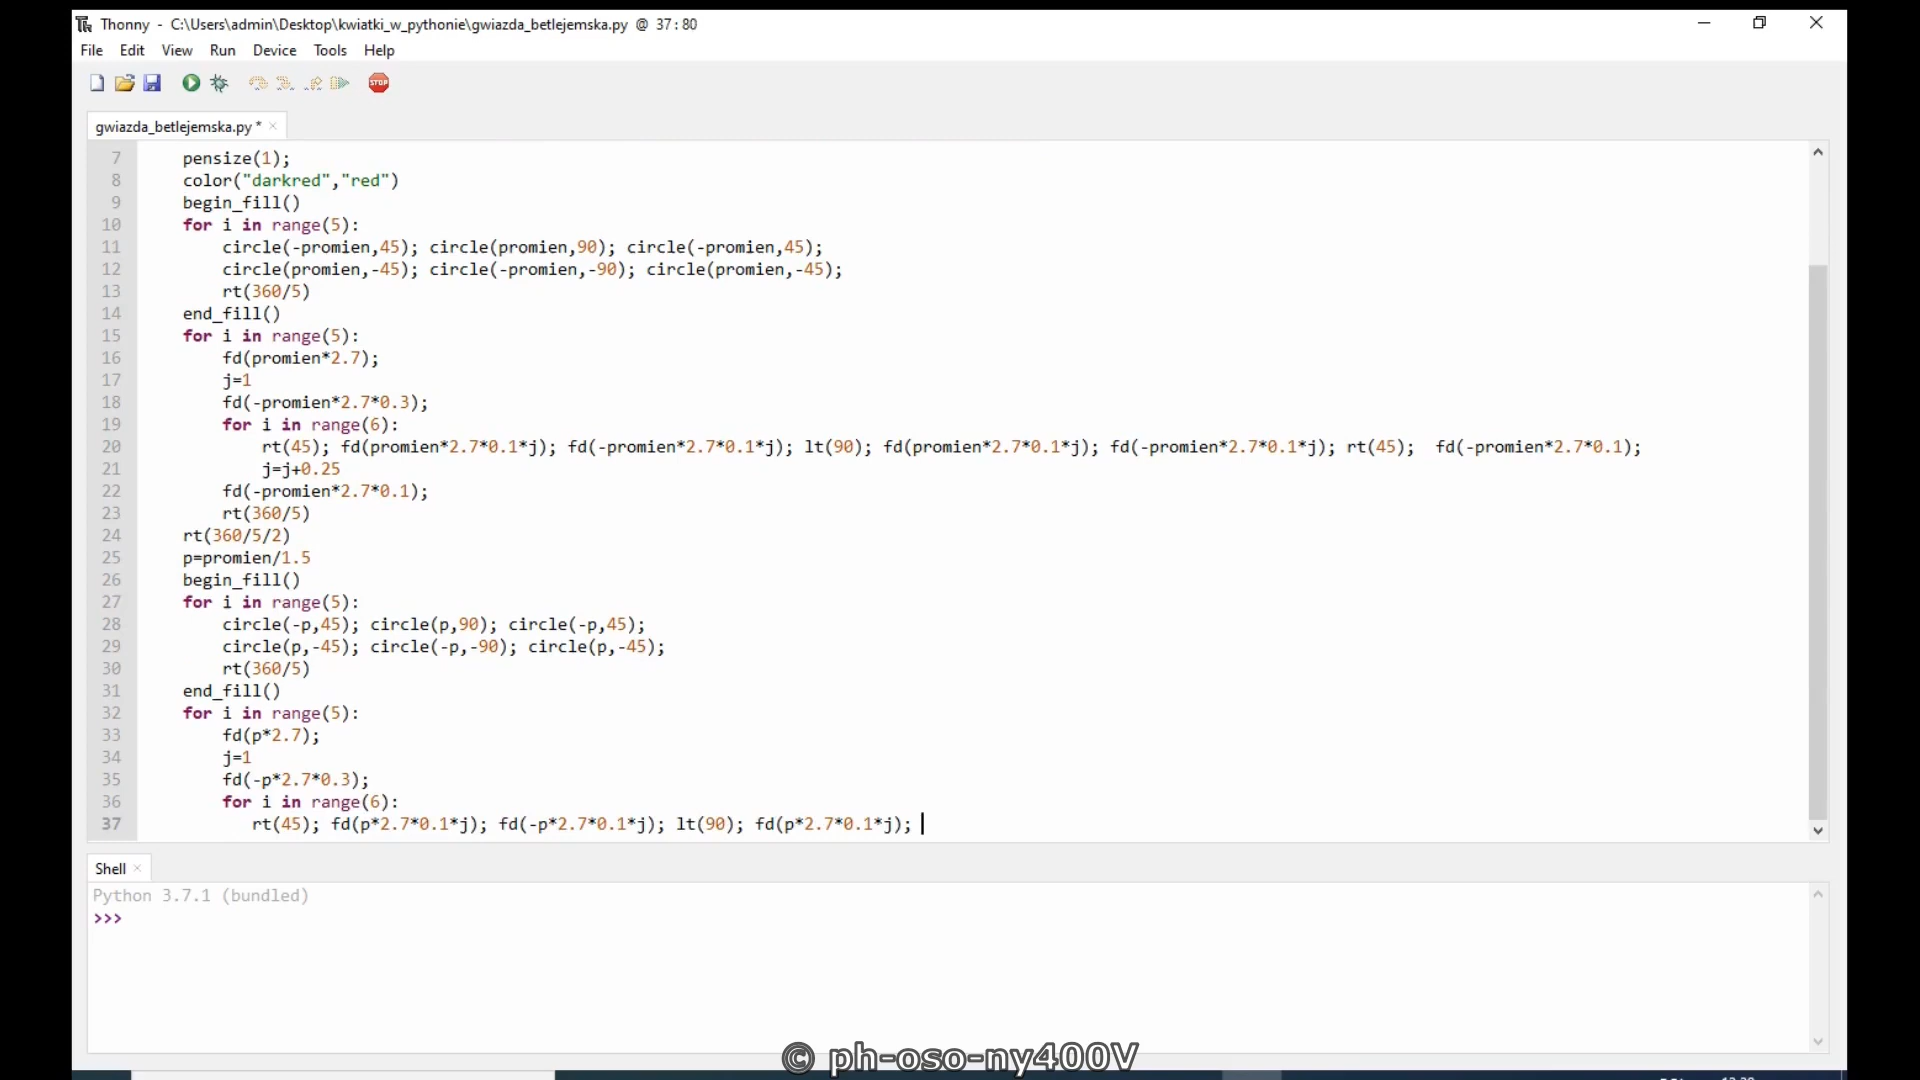 Thonny - C:\Users\admin\Desktop\kwiatki_w_pythonie\gwiazda_betlejemska.py @ 37:80
File Edit View Run Device Tools Help
STOP
gwiazda_betlejemska.py * ×
7 pensize(1);
8 color("darkred","red")
9 begin_fill()
10 for i in range(5):
11 circle(-promien,45); circle(promien,90); circle(-promien,45);
12 circle(promien,-45); circle(-promien,-90); circle(promien,-45);
13 rt(360/5)
14 end_fill()
15 for i in range(5):
16 fd(promien*2.7);
17 j=1
18 fd(-promien*2.7*0.3);
19 for i in range(6):
20 rt(45); fd(promien*2.7*0.1*j); fd(-promien*2.7*0.1*j); lt(90); fd(promien*2.7*0.1*j); fd(-promien*2.7*0.1*j); rt(45);  fd(-promien*2.7*0.1);
21 j=j+0.25
22 fd(-promien*2.7*0.1);
23 rt(360/5)
24 rt(360/5/2)
25 p=promien/1.5
26 begin_fill()
27 for i in range(5):
28 circle(-p,45); circle(p,90); circle(-p,45);
29 circle(p,-45); circle(-p,-90); circle(p,-45);
30 rt(360/5)
31 end_fill()
32 for i in range(5):
33 fd(p*2.7);
34 j=1
35 fd(-p*2.7*0.3);
36 for i in range(6):
37 rt(45); fd(p*2.7*0.1*j); fd(-p*2.7*0.1*j); lt(90); fd(p*2.7*0.1*j);
Shell ×
Python 3.7.1 (bundled)
>>>
© ph-oso-ny400V